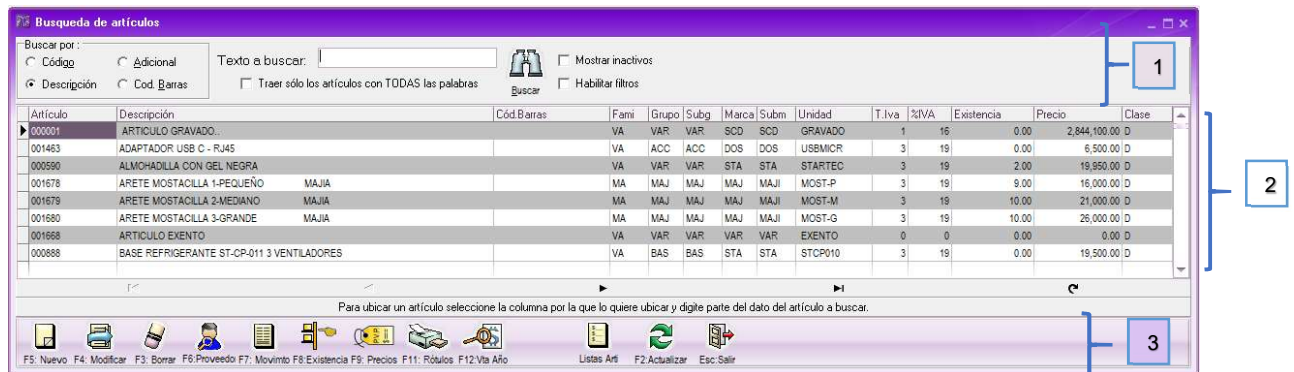 Busqueda de artículos
Buscar por :
Código Adicional Texto a buscar: Mostrar inactivos
Descripción Cod. Barras Traer sólo los artículos con TODAS las palabras Buscar Habilitar filtros
1
Artículo Descripción Cód.Barras Fami Grupo Subg Marca Subm Unidad T.Iva %IVA Existencia Precio Clase
000001 ARTICULO GRAVADO.. VA VAR VAR SCD SCD GRAVADO 1 16 0.00 2,844,100.00 D
001463 ADAPTADOR USB C - RJ45 VA ACC ACC DOS DOS USBMICR 3 19 0.00 6,500.00 D
000590 ALMOHADILLA CON GEL NEGRA VA VAR VAR STA STA STARTEC 3 19 2.00 19,950.00 D
001678 ARETE MOSTACILLA 1-PEQUEÑO MAJIA MA MAJ MAJ MAJ MAJI MOST-P 3 19 9.00 16,000.00 D
001679 ARETE MOSTACILLA 2-MEDIANO MAJIA MA MAJ MAJ MAJ MAJI MOST-M 3 19 10.00 21,000.00 D
001680 ARETE MOSTACILLA 3-GRANDE MAJIA MA MAJ MAJ MAJ MAJI MOST-G 3 19 10.00 26,000.00 D
001668 ARTICULO EXENTO VA VAR VAR VAR VAR EXENTO 0 0 0.00 0.00 D
000888 BASE REFRIGERANTE ST-CP-011 3 VENTILADORES VA BAS BAS STA STA STCP010 3 19 0.00 19,500.00 D
2
Para ubicar un artículo seleccione la columna por la que lo quiere ubicar y digite parte del dato del artículo a buscar.
F5: Nuevo F4: Modificar F3: Borrar F6:Proveedor F7: Movimto F8:Existencia F9: Precios F11: Rótulos F12:Vta Año Listas Arti F2:Actualizar Esc:Salir
3